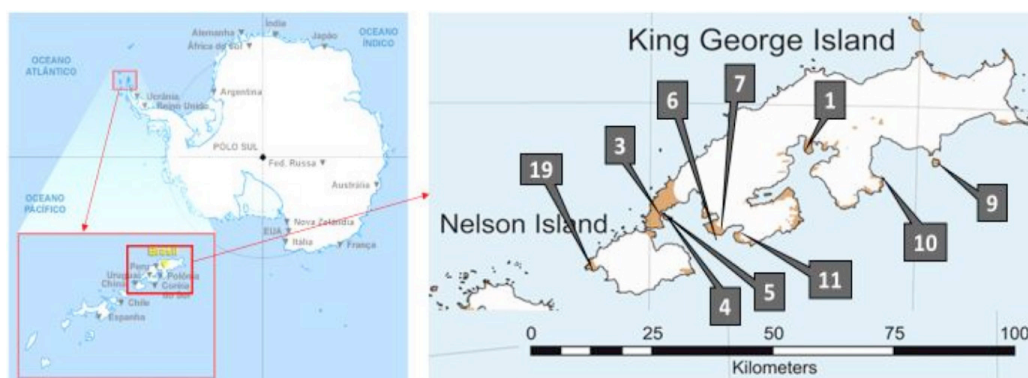 Alemanha
Índia
África do Sul
Japão
OCEANO
ÍNDICO
OCEANO
ATLÂNTICO
Ucrânia
Reino Unido
Argentina
PÓLO SUL
Fed. Russa
Austrália
OCEANO
PACÍFICO
Nova Zelândia
EUA
Itália
França
Brasil
Peru
Uruguai
Polônia
China
Coréia
do Sul
Chile
Espanha
King George Island
7
6
1
3
19
Nelson Island
9
10
11
5
4
0
25
50
75
100
Kilometers